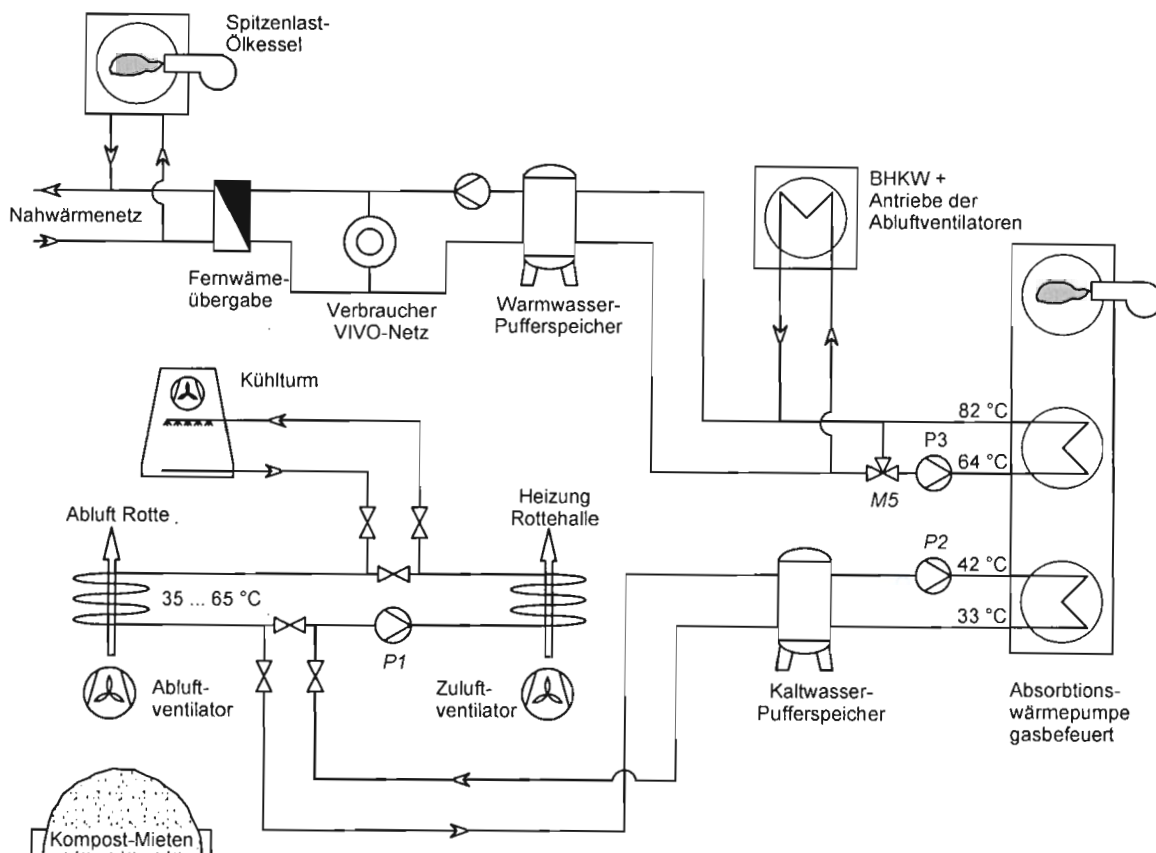 Spitzenlast-
Ölkessel
Nahwärmenetz
Fernwäme-
übergabe
Verbraucher
VIVO-Netz
Warmwasser-
Pufferspeicher
BHKW +
Antriebe der
Abluftventilatoren
Kühlturm
82 °C
P3
64 °C
M5
Abluft Rotte
Heizung
Rottehalle
35 ... 65 °C
P1
P2
42 °C
33 °C
Abluft-
ventilator
Zuluft-
ventilator
Kaltwasser-
Pufferspeicher
Absorbtions-
wärmepumpe
gasbefeuert
Kompost-Mieten